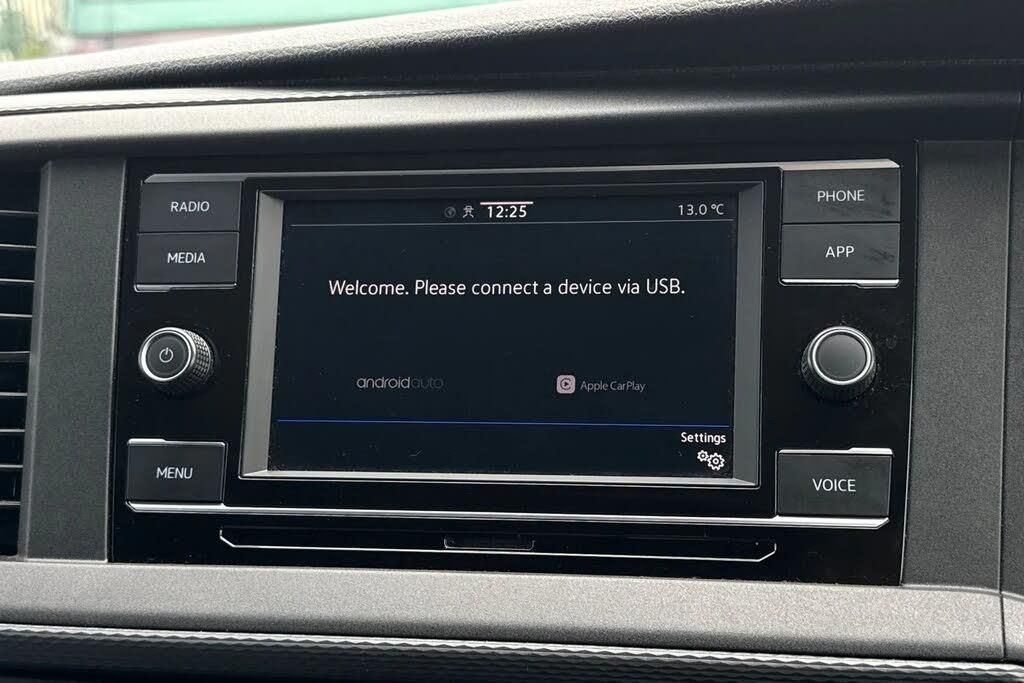 RADIO
MEDIA
MENU
12:25
13.0 °C
Welcome. Please connect a device via USB.
androidauto
Apple CarPlay
Settings
PHONE
APP
VOICE